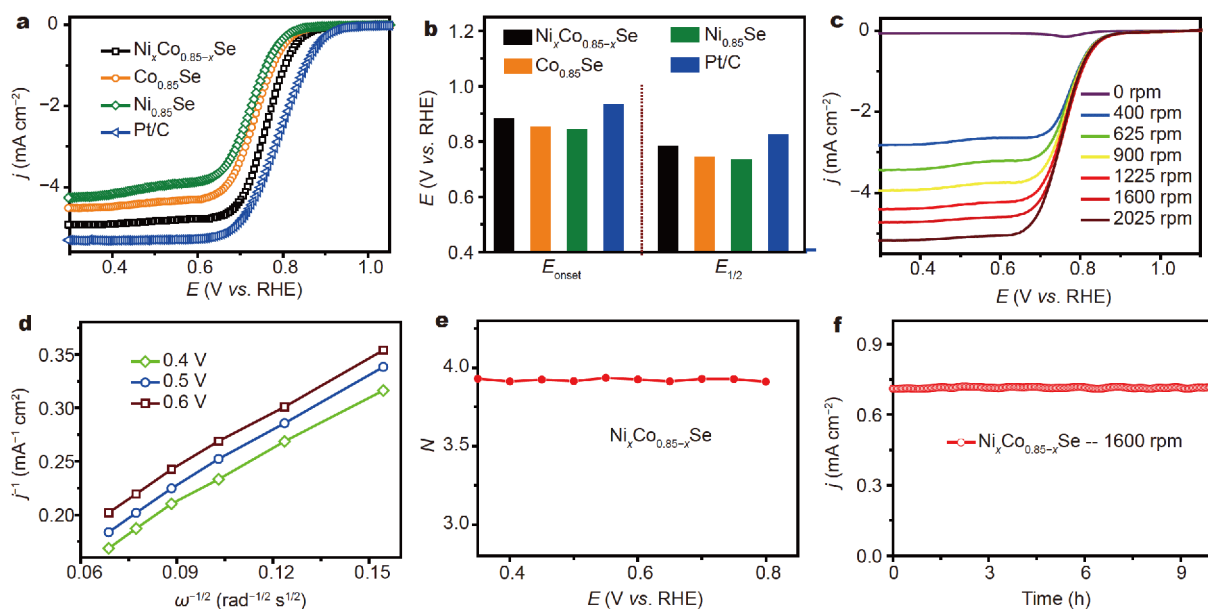 a
0
−2
−4
j (mA cm⁻²)
NiₓCo₀.₈₅₋ₓSe
Co₀.₈₅Se
Ni₀.₈₅Se
Pt/C
0.4 0.6 0.8 1.0
E (V vs. RHE)
b
1.2
1.0
0.8
0.6
0.4
E (V vs. RHE)
NiₓCo₀.₈₅₋ₓSe
Co₀.₈₅Se
Ni₀.₈₅Se
Pt/C
Eonset E1/2
c
0
−2
−4
j (mA cm⁻²)
0 rpm
400 rpm
625 rpm
900 rpm
1225 rpm
1600 rpm
2025 rpm
0.4 0.6 0.8 1.0
E (V vs. RHE)
d
0.35
0.30
0.25
0.20
j⁻¹ (mA⁻¹ cm²)
0.4 V
0.5 V
0.6 V
0.06 0.09 0.12 0.15
ω⁻¹/² (rad⁻¹/² s¹/²)
e
4.0
3.5
3.0
N
NiₓCo₀.₈₅₋ₓSe
0.4 0.5 0.6 0.7 0.8
E (V vs. RHE)
f
0.9
0.6
0.3
0.0
j (mA cm⁻²)
NiₓCo₀.₈₅₋ₓSe -- 1600 rpm
0 3 6 9
Time (h)